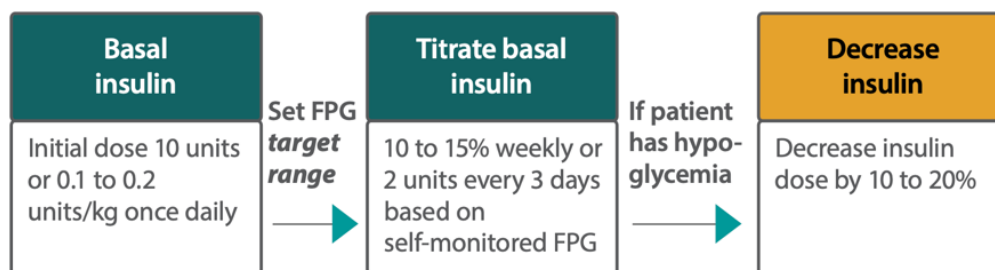 Basal
insulin
Initial dose 10 units
or 0.1 to 0.2
units/kg once daily
Set FPG
target
range
Titrate basal
insulin
10 to 15% weekly or
2 units every 3 days
based on
self-monitored FPG
If patient
has hypo-
glycemia
Decrease
insulin
Decrease insulin
dose by 10 to 20%